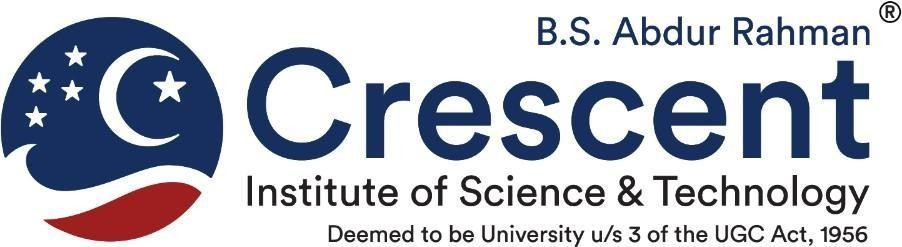 B.S. Abdur Rahman ®
Crescent
Institute of Science & Technology
Deemed to be University u/s 3 of the UGC Act, 1956